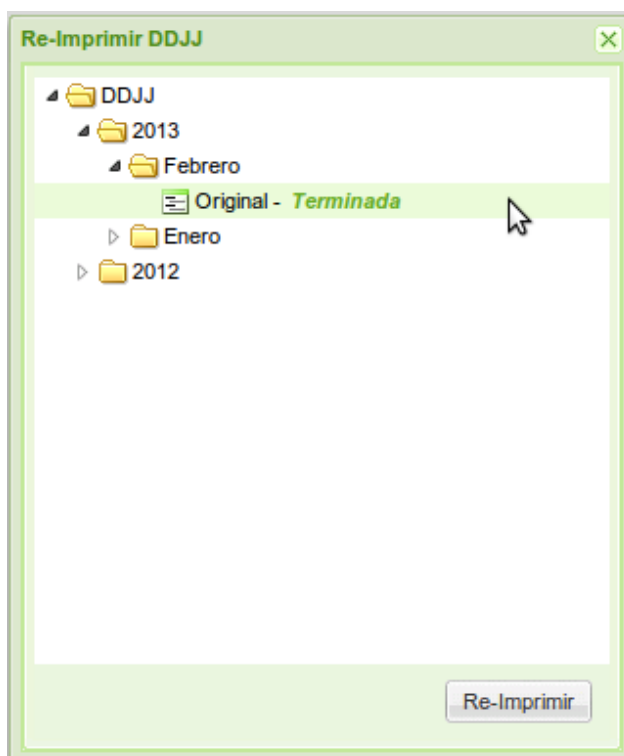 Re-Imprimir DDJJ
DDJJ
2013
Febrero
Original - Terminada
Enero
2012
Re-Imprimir